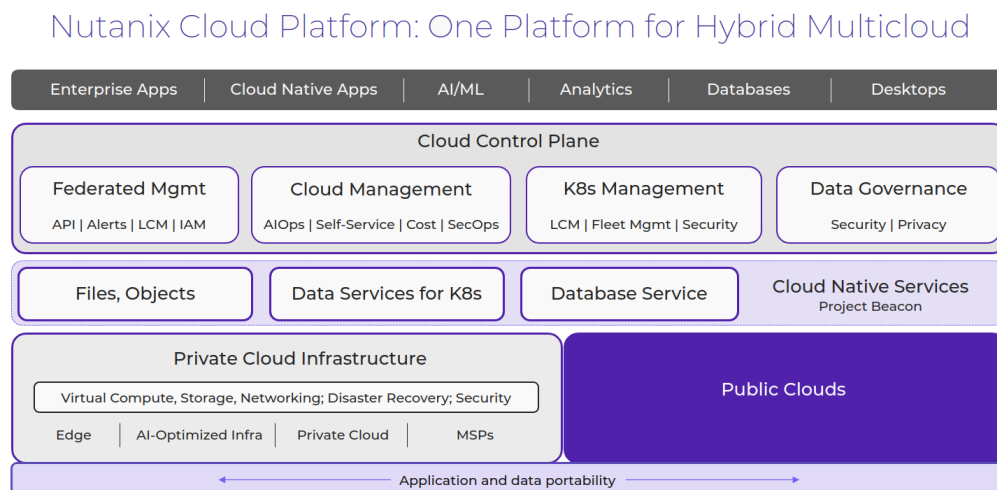 Nutanix Cloud Platform: One Platform for Hybrid Multicloud
Enterprise Apps | Cloud Native Apps | AI/ML | Analytics | Databases | Desktops
Cloud Control Plane
Federated Mgmt
API | Alerts | LCM | IAM
Cloud Management
AIOps | Self-Service | Cost | SecOps
K8s Management
LCM | Fleet Mgmt | Security
Data Governance
Security | Privacy
Files, Objects
Data Services for K8s
Database Service
Cloud Native Services
Project Beacon
Private Cloud Infrastructure
Virtual Compute, Storage, Networking; Disaster Recovery; Security
Edge | AI-Optimized Infra | Private Cloud | MSPs
Public Clouds
Application and data portability